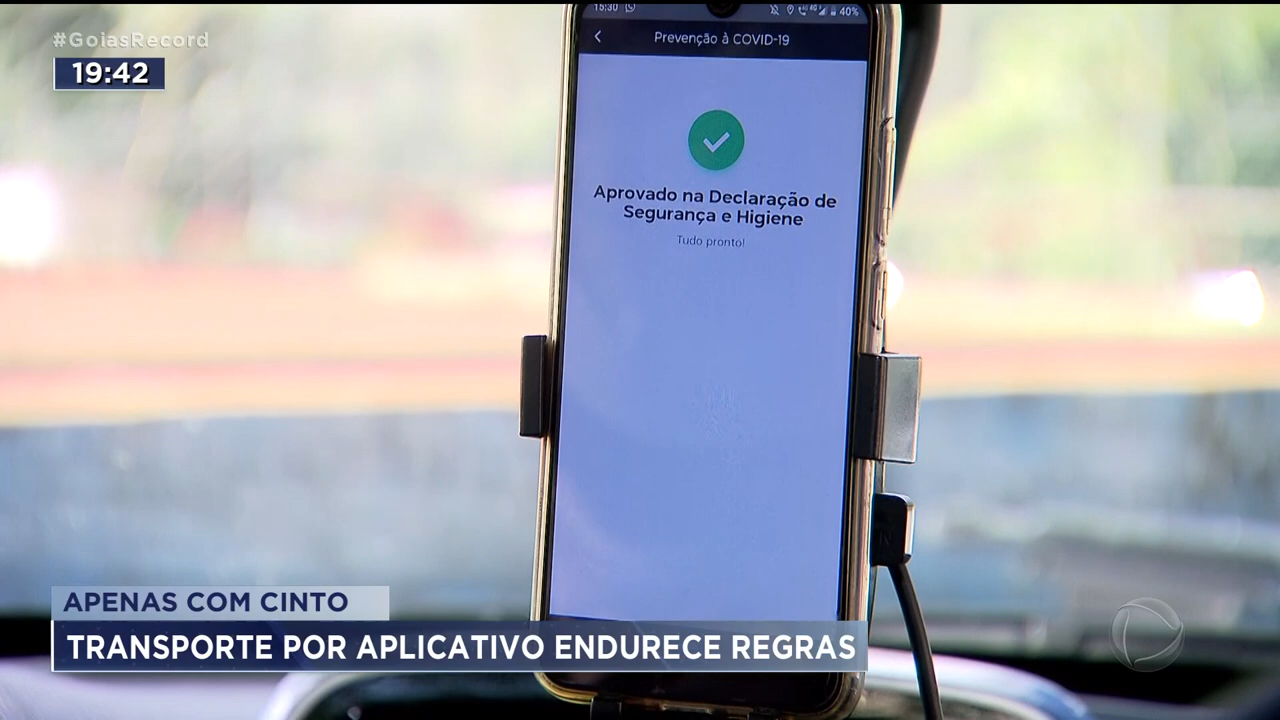 #GoiasRecord
19:42
15:30
40%
Prevenção à COVID-19
Aprovado na Declaração de
Segurança e Higiene
Tudo pronto!
APENAS COM CINTO
TRANSPORTE POR APLICATIVO ENDURECE REGRAS